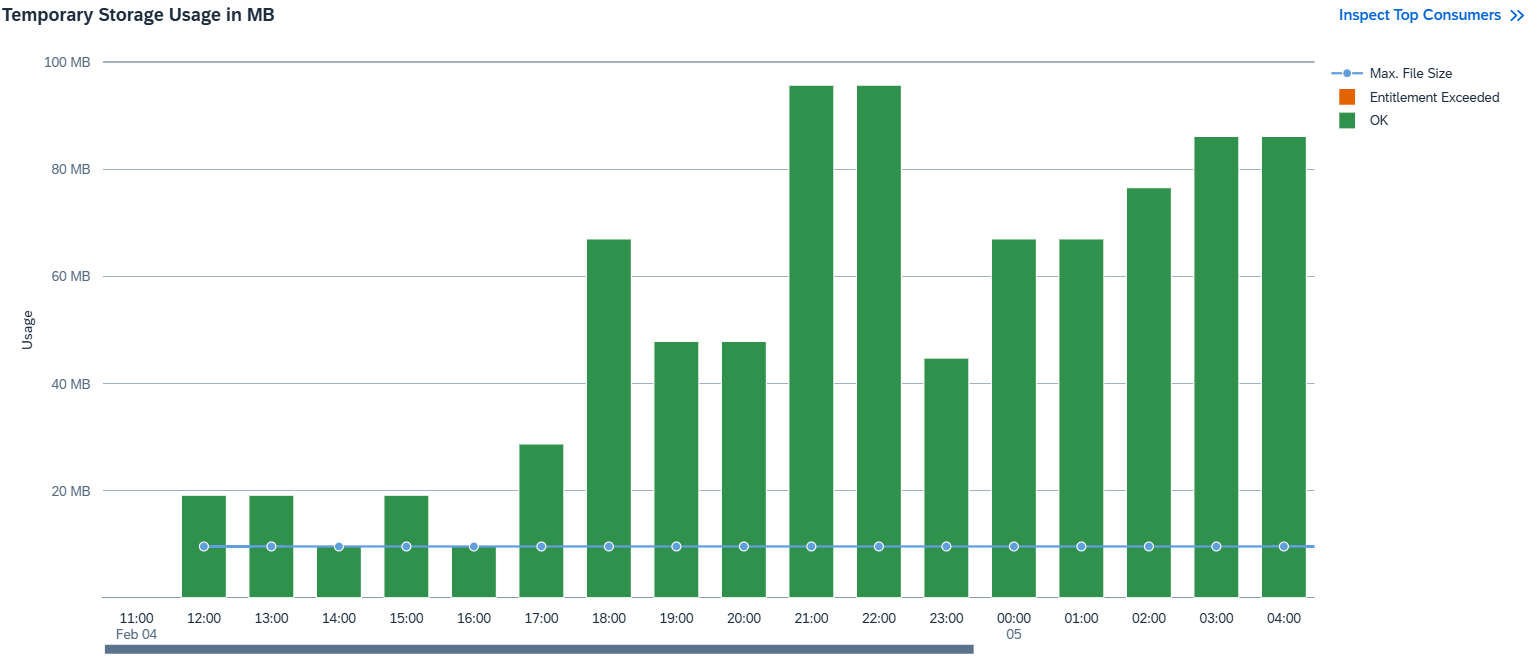 Temporary Storage Usage in MB
Inspect Top Consumers
100 MB
80 MB
60 MB
40 MB
20 MB
Usage
Max. File Size
Entitlement Exceeded
OK
11:00 12:00 13:00 14:00 15:00 16:00 17:00 18:00 19:00 20:00 21:00 22:00 23:00 00:00 01:00 02:00 03:00 04:00
Feb 04 05